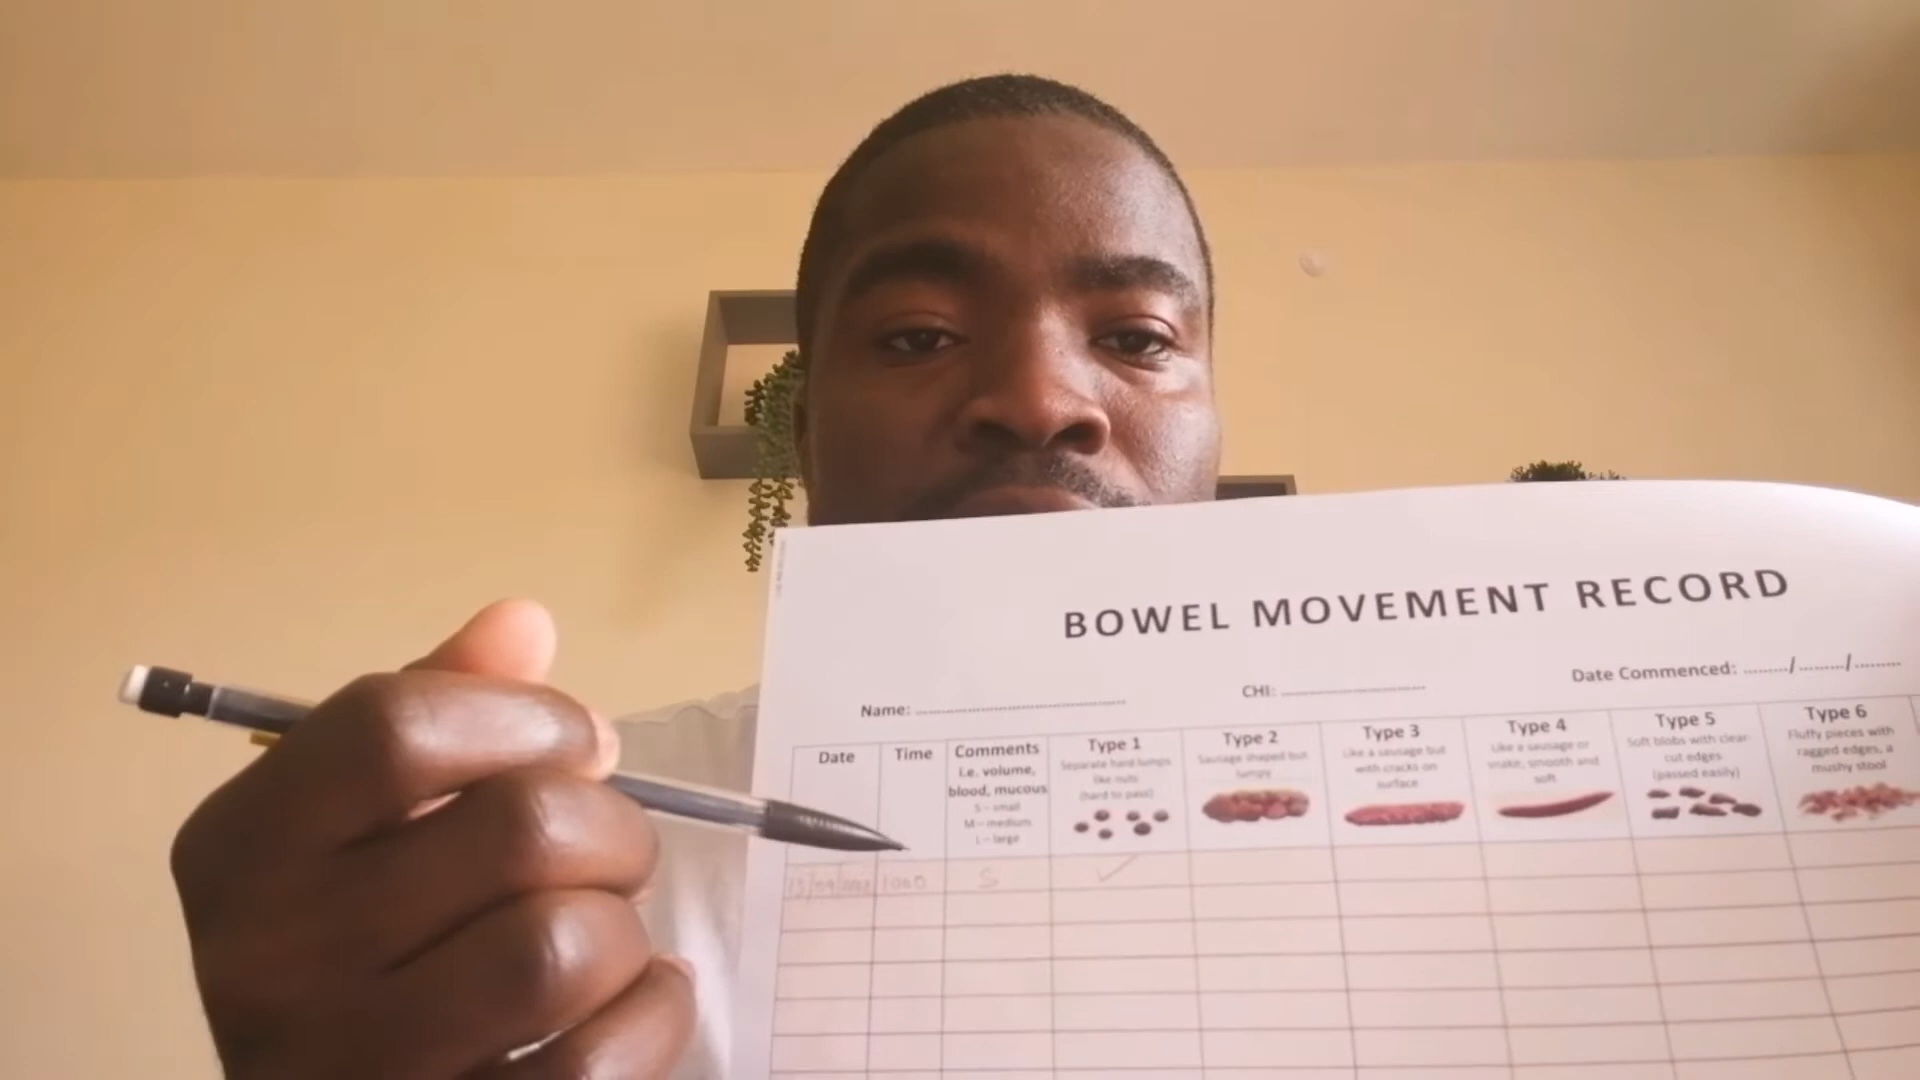 BOWEL MOVEMENT RECORD
Name: ........................................ CHI: ............................ Date Commenced: ........./........./.........
Date
Time
Comments
i.e. volume,
blood, mucous
S – small
M – medium
L – large
Type 1
Separate hard lumps
like nuts
(hard to pass)
Type 2
Sausage shaped but
lumpy
Type 3
Like a sausage but
with cracks on
surface
Type 4
Like a sausage or
snake, smooth and
soft
Type 5
Soft blobs with clear-
cut edges
(passed easily)
Type 6
Fluffy pieces with
ragged edges, a
mushy stool
1000 S ✓